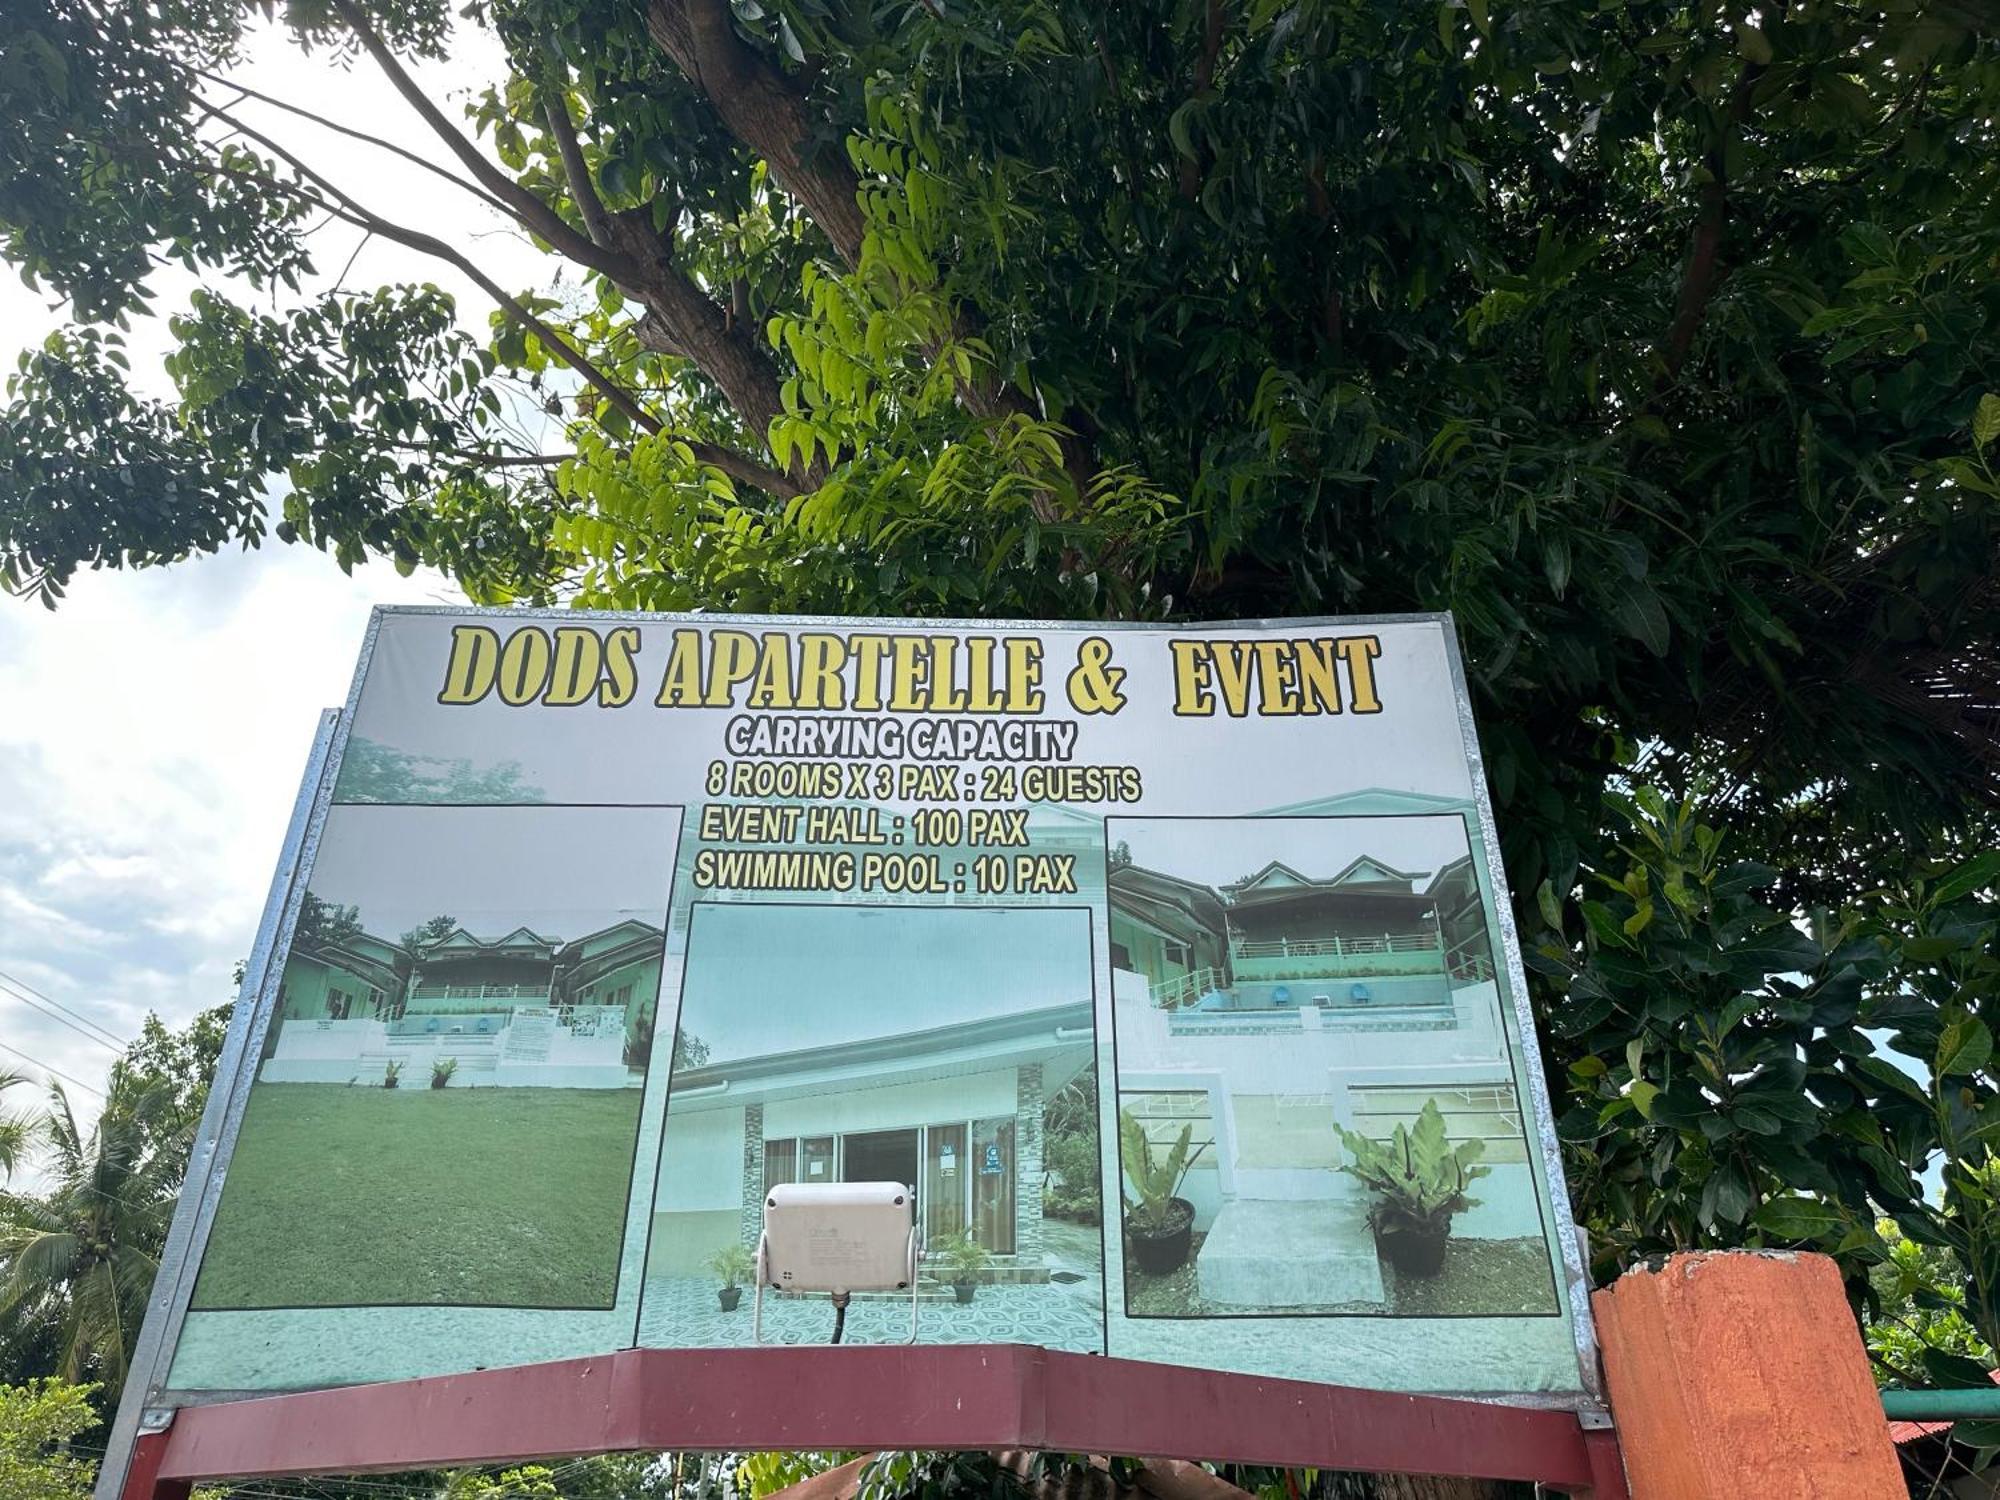 DODS APARTELLE & EVENT
CARRYING CAPACITY
8 ROOMS X 3 PAX : 24 GUESTS
EVENT HALL : 100 PAX
SWIMMING POOL : 10 PAX